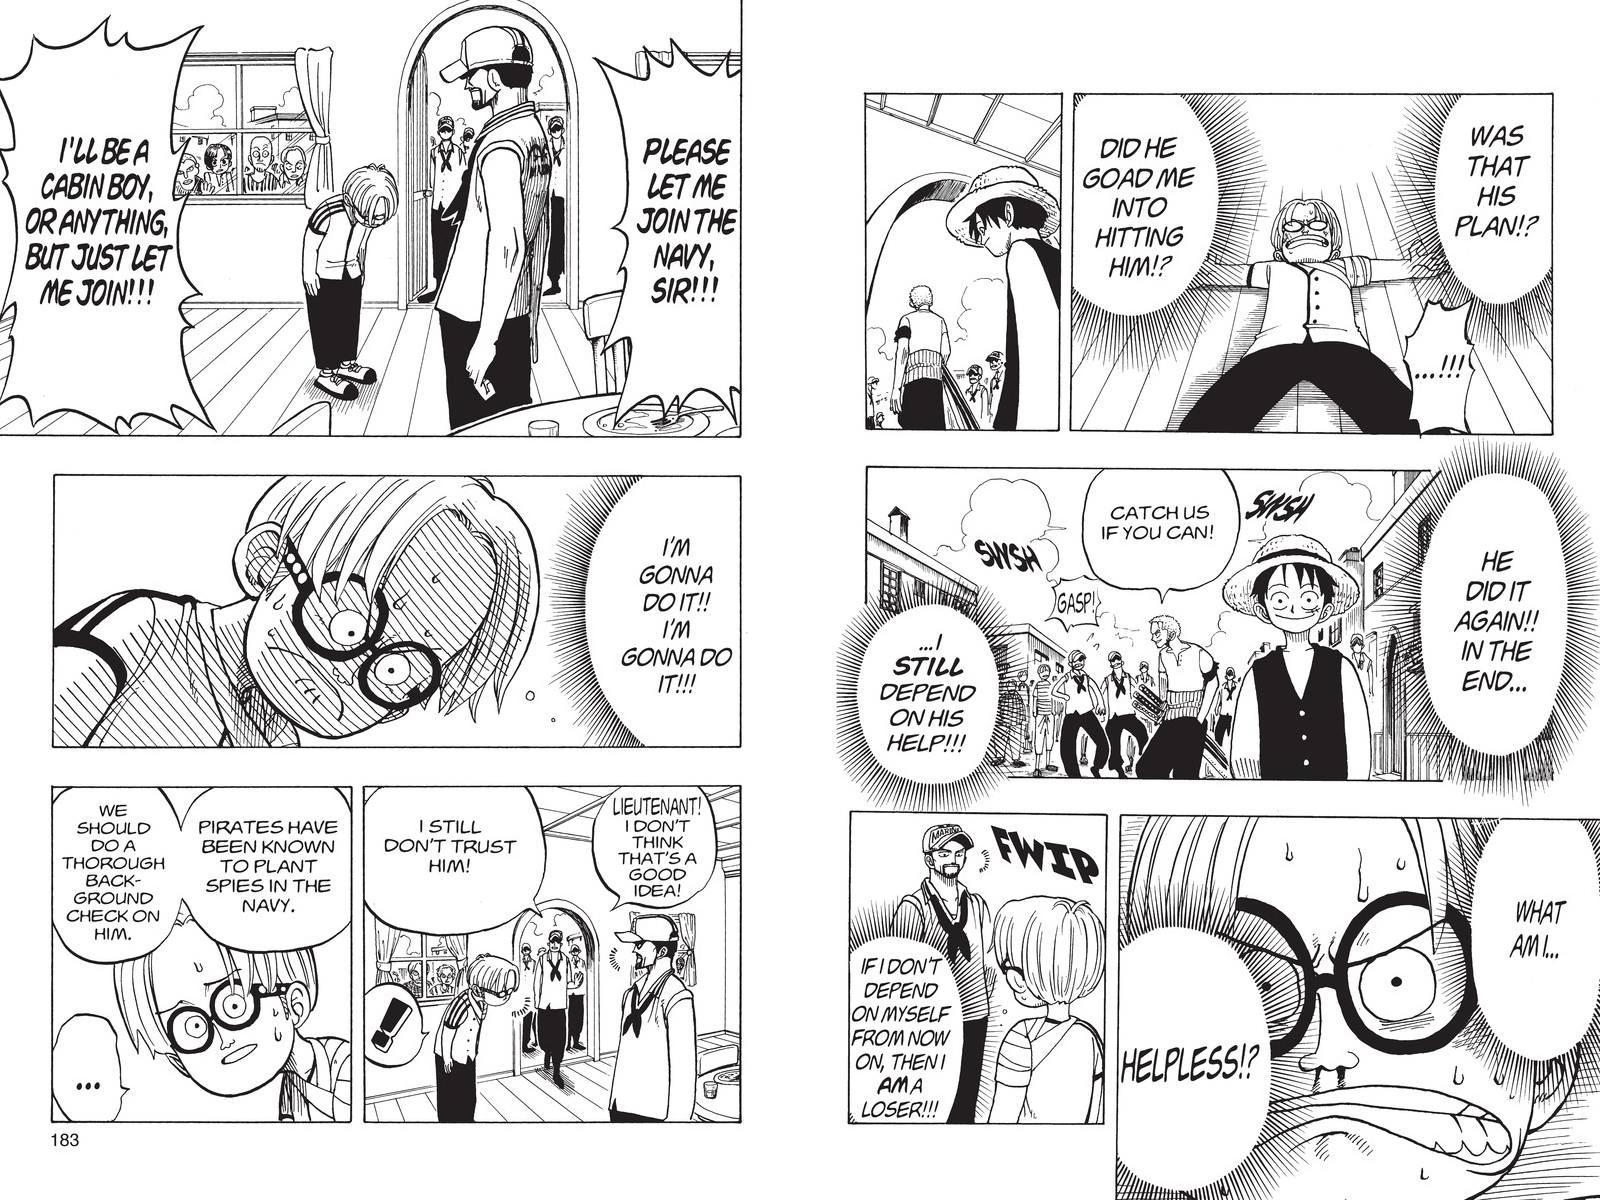 WAS
THAT
HIS
PLAN!?
DID HE
GOAD ME
INTO
HITTING
HIM!?
...!!!
HE
DID IT
AGAIN!!
IN THE
END...
SWSH
CATCH US
IF YOU CAN!
SWSH
GASP!
...I
STILL
DEPEND
ON HIS
HELP!!!
WHAT
AM I...
HELPLESS!?
MARINE
FWIP
IF I DON'T
DEPEND
ON MYSELF
FROM NOW
ON, THEN I
AM A
LOSER!!!
PLEASE
LET ME
JOIN THE
NAVY,
SIR!!!
I'LL BE A
CABIN BOY,
OR ANYTHING,
BUT JUST LET
ME JOIN!!!
I'M
GONNA
DO IT!!
I'M
GONNA DO
IT!!!
LIEUTENANT!
I DON'T
THINK
THAT'S A
GOOD
IDEA!
I STILL
DON'T TRUST
HIM!
!
PIRATES HAVE
BEEN KNOWN
TO PLANT
SPIES IN THE
NAVY.
WE
SHOULD
DO A
THOROUGH
BACK-
GROUND
CHECK ON
HIM.
...
183